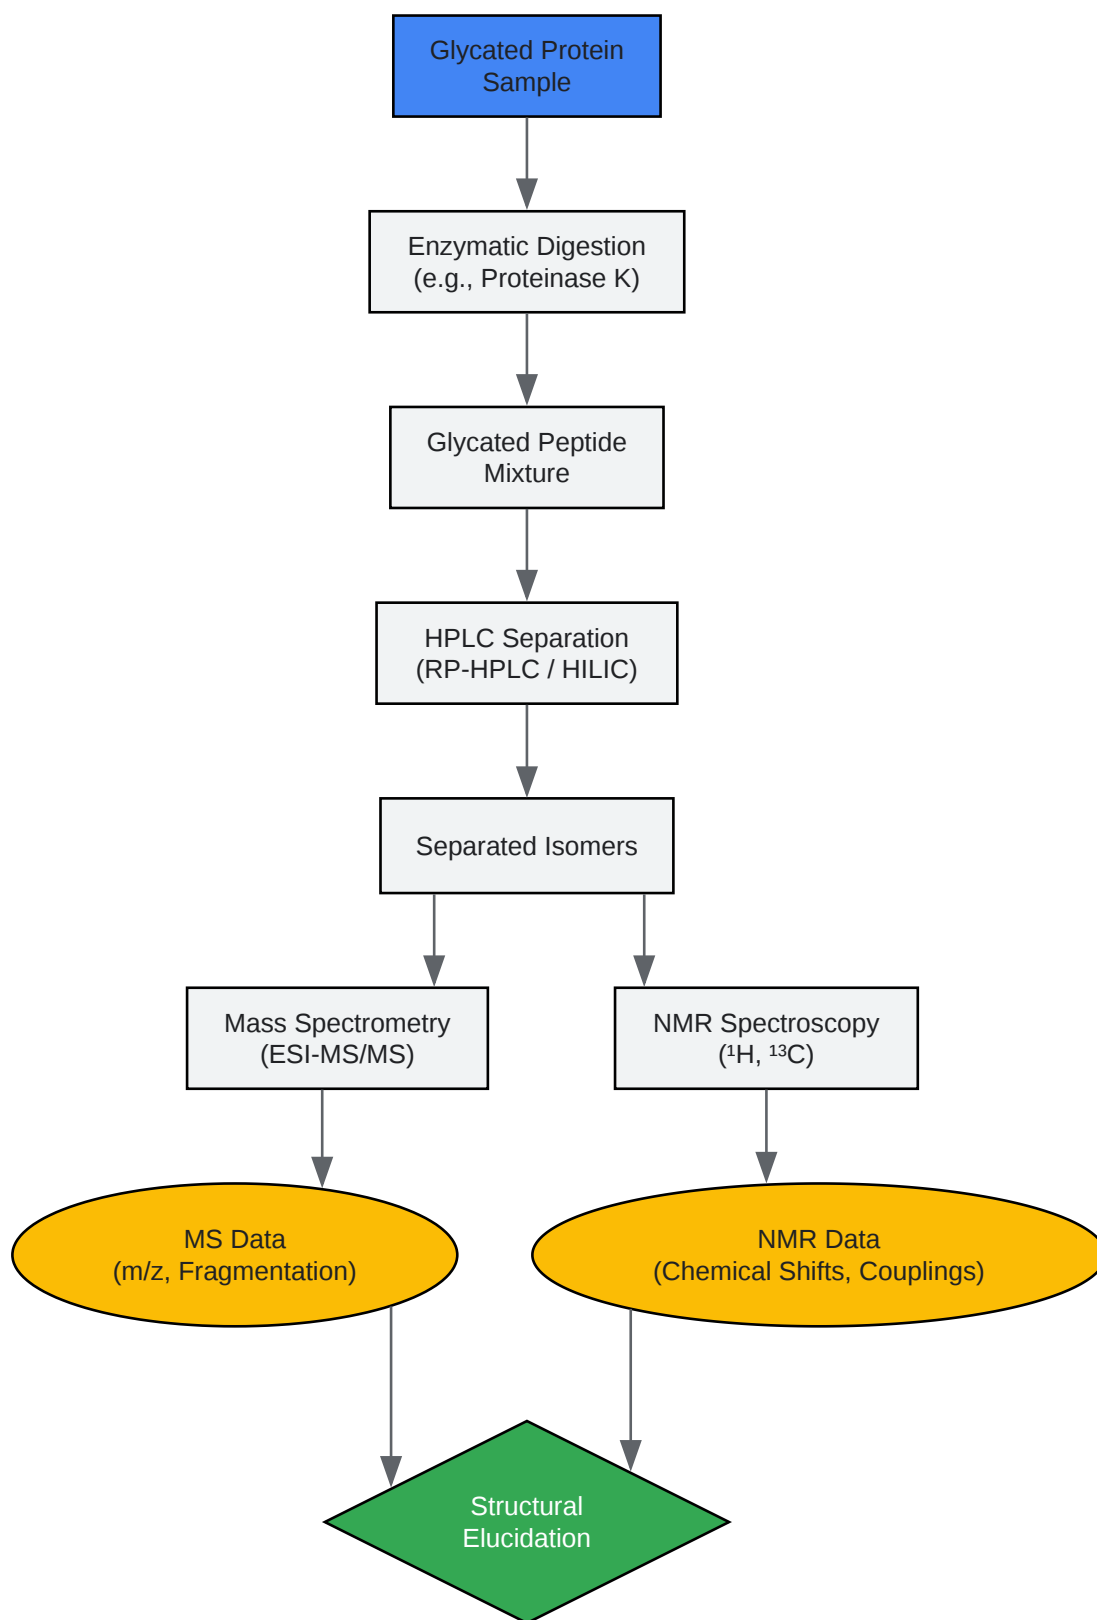 Glycated Protein
Sample
Enzymatic Digestion
(e.g., Proteinase K)
Glycated Peptide
Mixture
HPLC Separation
(RP-HPLC / HILIC)
Separated Isomers
Mass Spectrometry
(ESI-MS/MS)
NMR Spectroscopy
(¹H, ¹³C)
MS Data
(m/z, Fragmentation)
NMR Data
(Chemical Shifts, Couplings)
Structural
Elucidation